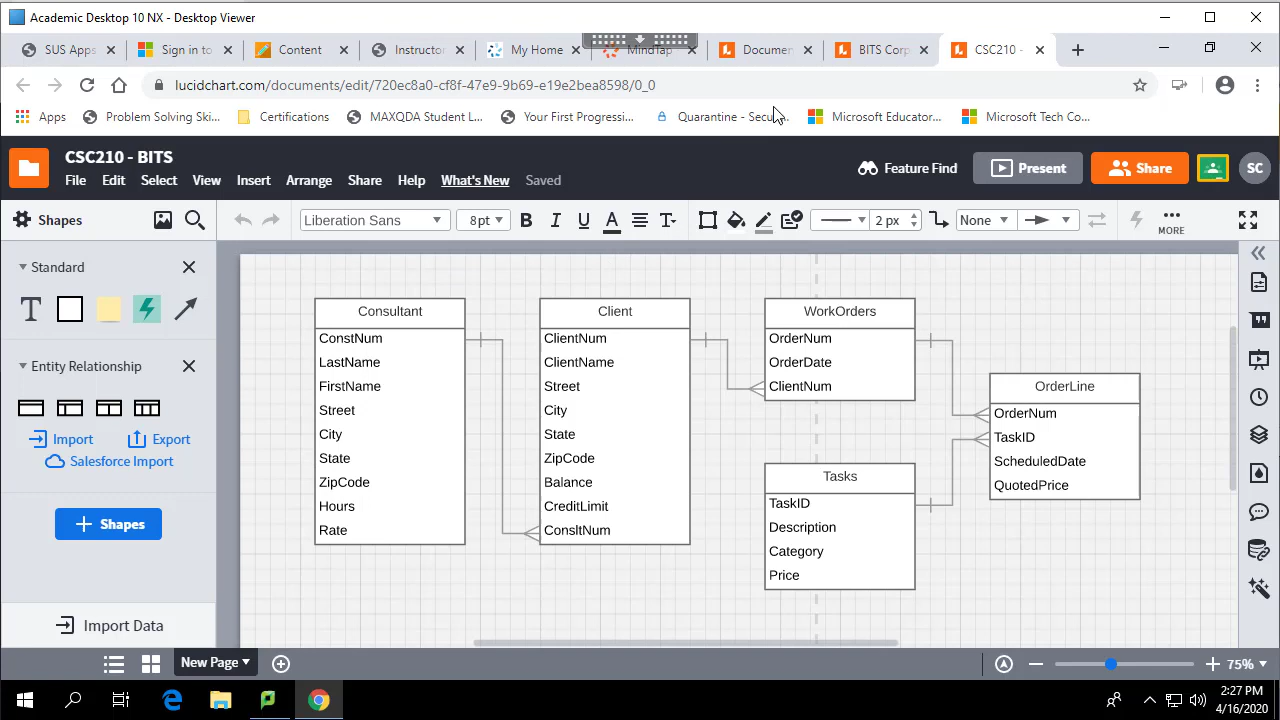 Academic Desktop 10 NX - Desktop Viewer
SUS Apps
Sign in to
Content
Instructor
My Home
MindTap
Documen
BITS Corp
CSC210 -
lucidchart.com/documents/edit/720ec8a0-cf8f-47e9-9b69-e19e2bea8598/0_0
Apps
Problem Solving Ski...
Certifications
MAXQDA Student L...
Your First Progressi...
Quarantine - Secu...
Microsoft Educator...
Microsoft Tech Co...
CSC210 - BITS
File Edit Select View Insert Arrange Share Help What's New Saved
Feature Find
Present
Share
SC
Shapes
Liberation Sans
8pt
B I U A T
2 px
None
MORE
Standard
T
Entity Relationship
Import
Export
Salesforce Import
Shapes
Import Data
Consultant
ConstNum
LastName
FirstName
Street
City
State
ZipCode
Hours
Rate
Client
ClientNum
ClientName
Street
City
State
ZipCode
Balance
CreditLimit
ConsltNum
WorkOrders
OrderNum
OrderDate
ClientNum
Tasks
TaskID
Description
Category
Price
OrderLine
OrderNum
TaskID
ScheduledDate
QuotedPrice
New Page
75%
2:27 PM
4/16/2020